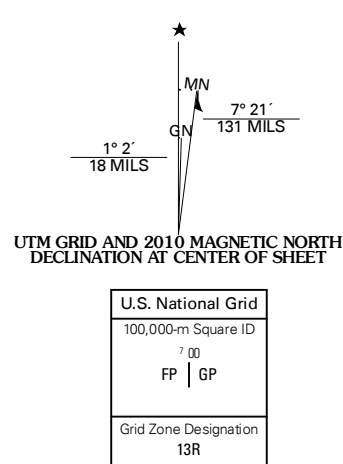 ★
MN
GN
7° 21´
131 MILS
1° 2´
18 MILS
UTM GRID AND 2010 MAGNETIC NORTH
DECLINATION AT CENTER OF SHEET
U.S. National Grid
100,000-m Square ID
7 00
FP | GP
Grid Zone Designation
13R